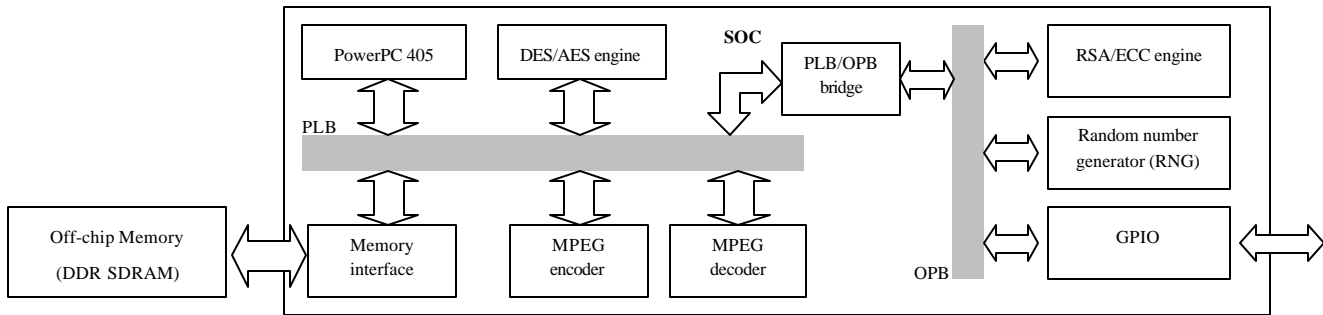 PowerPC 405
DES/AES engine
SOC
PLB/OPB
bridge
RSA/ECC engine
PLB
Random number
generator (RNG)
Off-chip Memory
(DDR SDRAM)
Memory
interface
MPEG
encoder
MPEG
decoder
OPB
GPIO